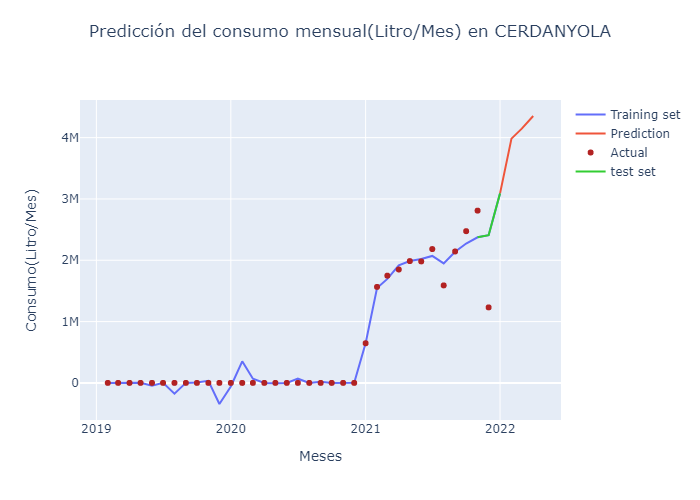 Predicción del consumo mensual(Litro/Mes) en CERDANYOLA
Training set
Prediction
Actual
test set
Consumo(Litro/Mes)
4M
3M
2M
1M
0
2019
2020
2021
2022
Meses